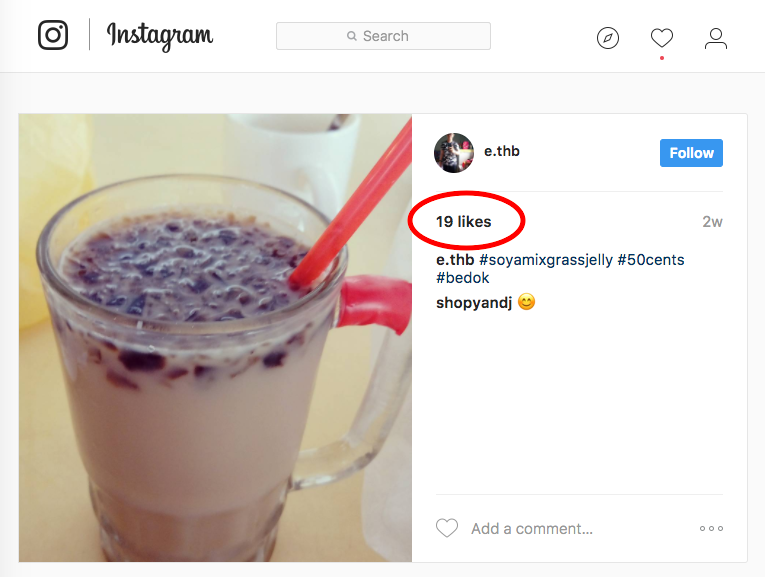 Instagram
Search
e.thb
Follow
19 likes
2w
e.thb #soyamixgrassjelly #50cents
#bedok
shopyandj 😊
Add a comment...